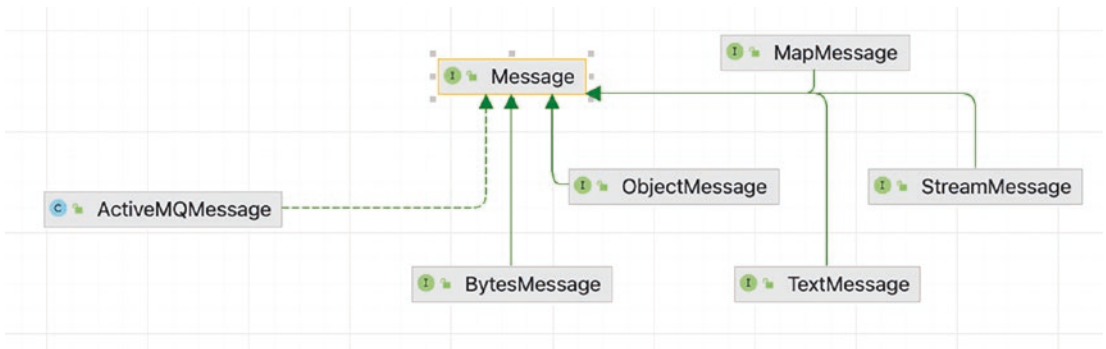 I Message
I MapMessage
I ObjectMessage
I StreamMessage
C ActiveMQMessage
I BytesMessage
I TextMessage